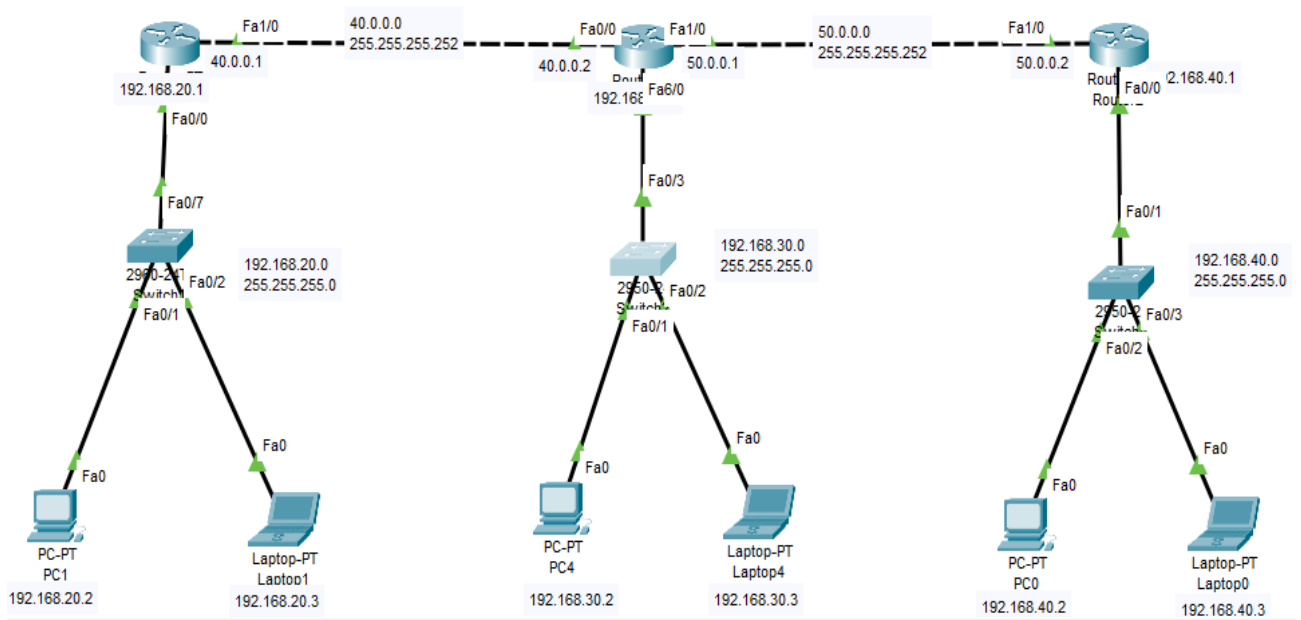 Fa1/0
40.0.0.0
255.255.255.252
Fa0/0
Fa1/0
50.0.0.0
255.255.255.252
Fa1/0
40.0.0.1
40.0.0.2
50.0.0.1
50.0.0.2
192.168.20.1
Fa0/0
192.168
Fa6/0
Fa0/0
192.168.40.1
Fa0/7
Fa0/3
Fa0/1
192.168.20.0
255.255.255.0
Fa0/2
Fa0/1
192.168.30.0
255.255.255.0
Fa0/2
Fa0/1
192.168.40.0
255.255.255.0
Fa0/3
Fa0/2
Fa0
Fa0
Fa0
Fa0
Fa0
Fa0
PC-PT
PC1
192.168.20.2
Laptop-PT
Laptop1
192.168.20.3
PC-PT
PC4
192.168.30.2
Laptop-PT
Laptop4
192.168.30.3
PC-PT
PC0
192.168.40.2
Laptop-PT
Laptop0
192.168.40.3